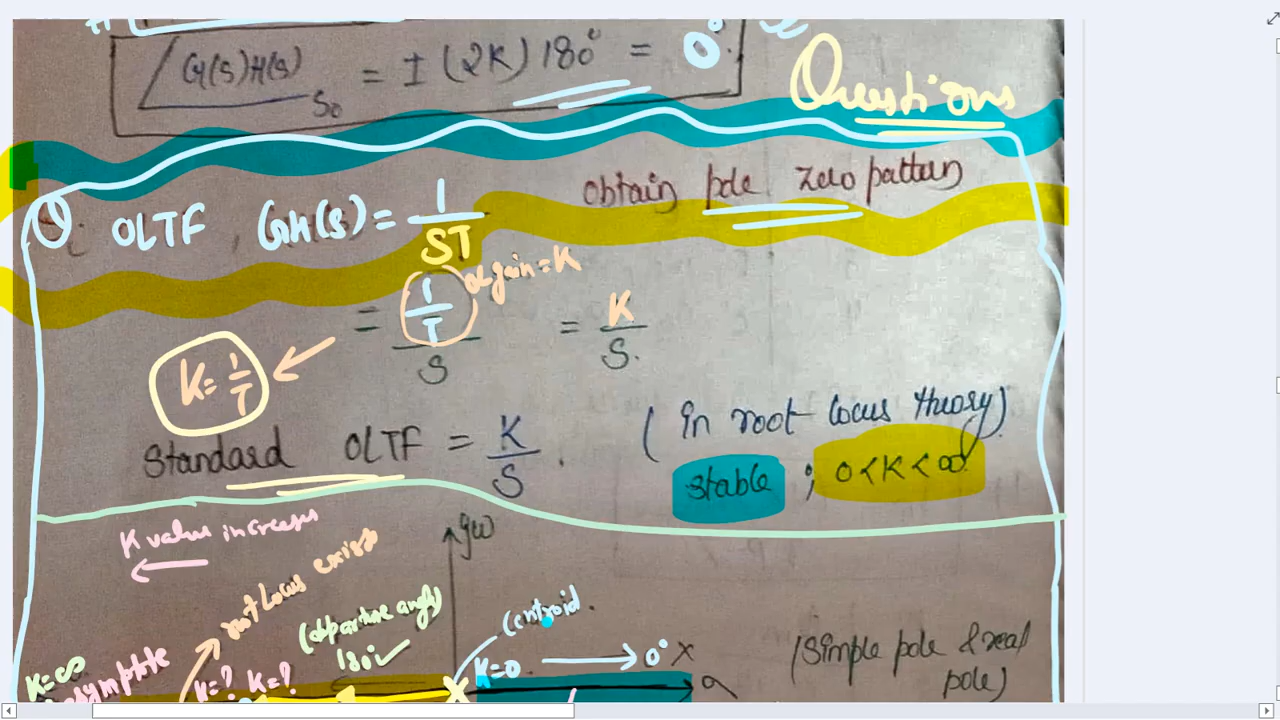 ∠G(s)H(s) s₀ = ± (2K) 180° = 0°.
Questions
Obtain pole zero pattern
OLTF, GH(s) = 1/ST
= (1/T)/S = K/S.
OL gain = K
K = 1/T
Standard OLTF = K/S. (In root locus theory)
stable ; 0<K<∞
K value increases
jω
root Locus exist
(departure angle)
180° ✓
centroid.
K=∞
asymptote
K=? K=?
K=0 → 0° X
(Simple pole & real
pole)
σ